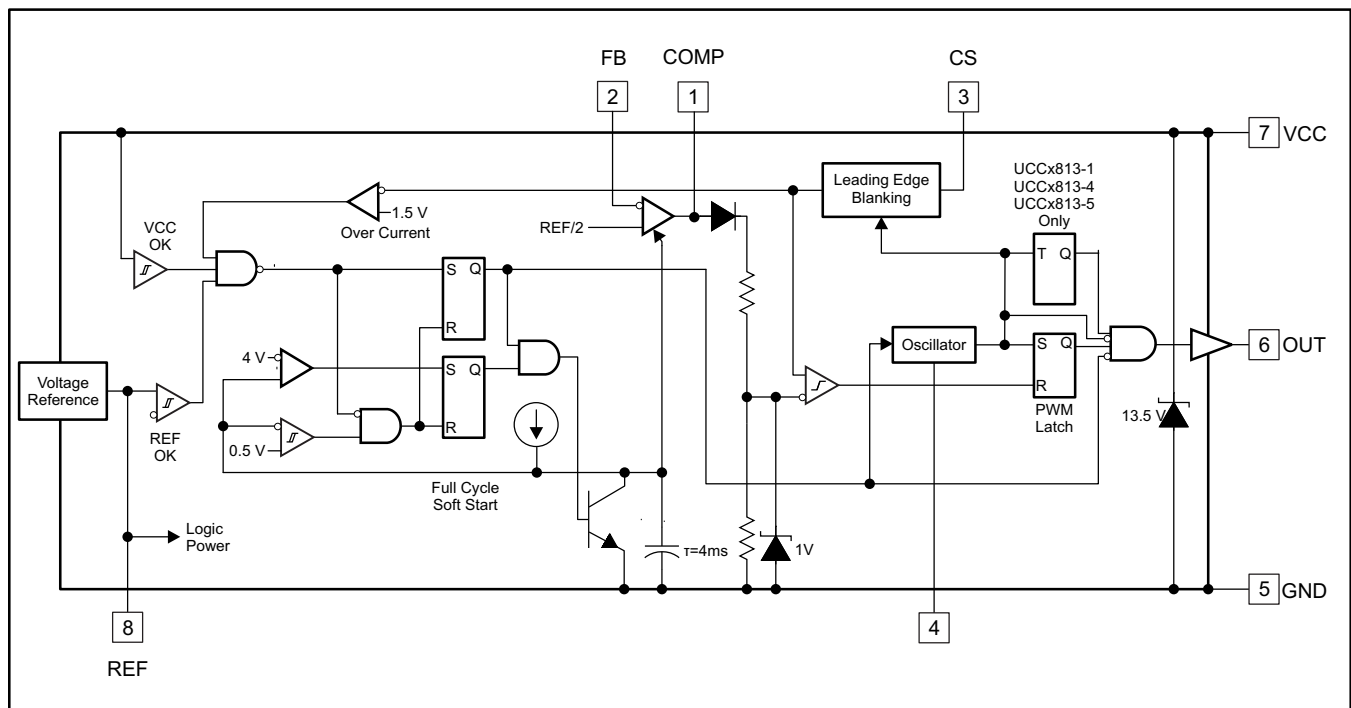 FB
COMP
CS
2
1
3
7
VCC
UCCx813-1
UCCx813-4
UCCx813-5
Only
Leading Edge
Blanking
1.5 V
Over Current
REF/2
VCC
OK
T Q
S Q
R
Oscillator
S Q
R
PWM
Latch
6
OUT
4 V
S Q
R
Voltage
Reference
REF
OK
0.5 V
13.5 V
Full Cycle
Soft Start
Logic
Power
τ=4ms
1V
5
GND
8
4
REF